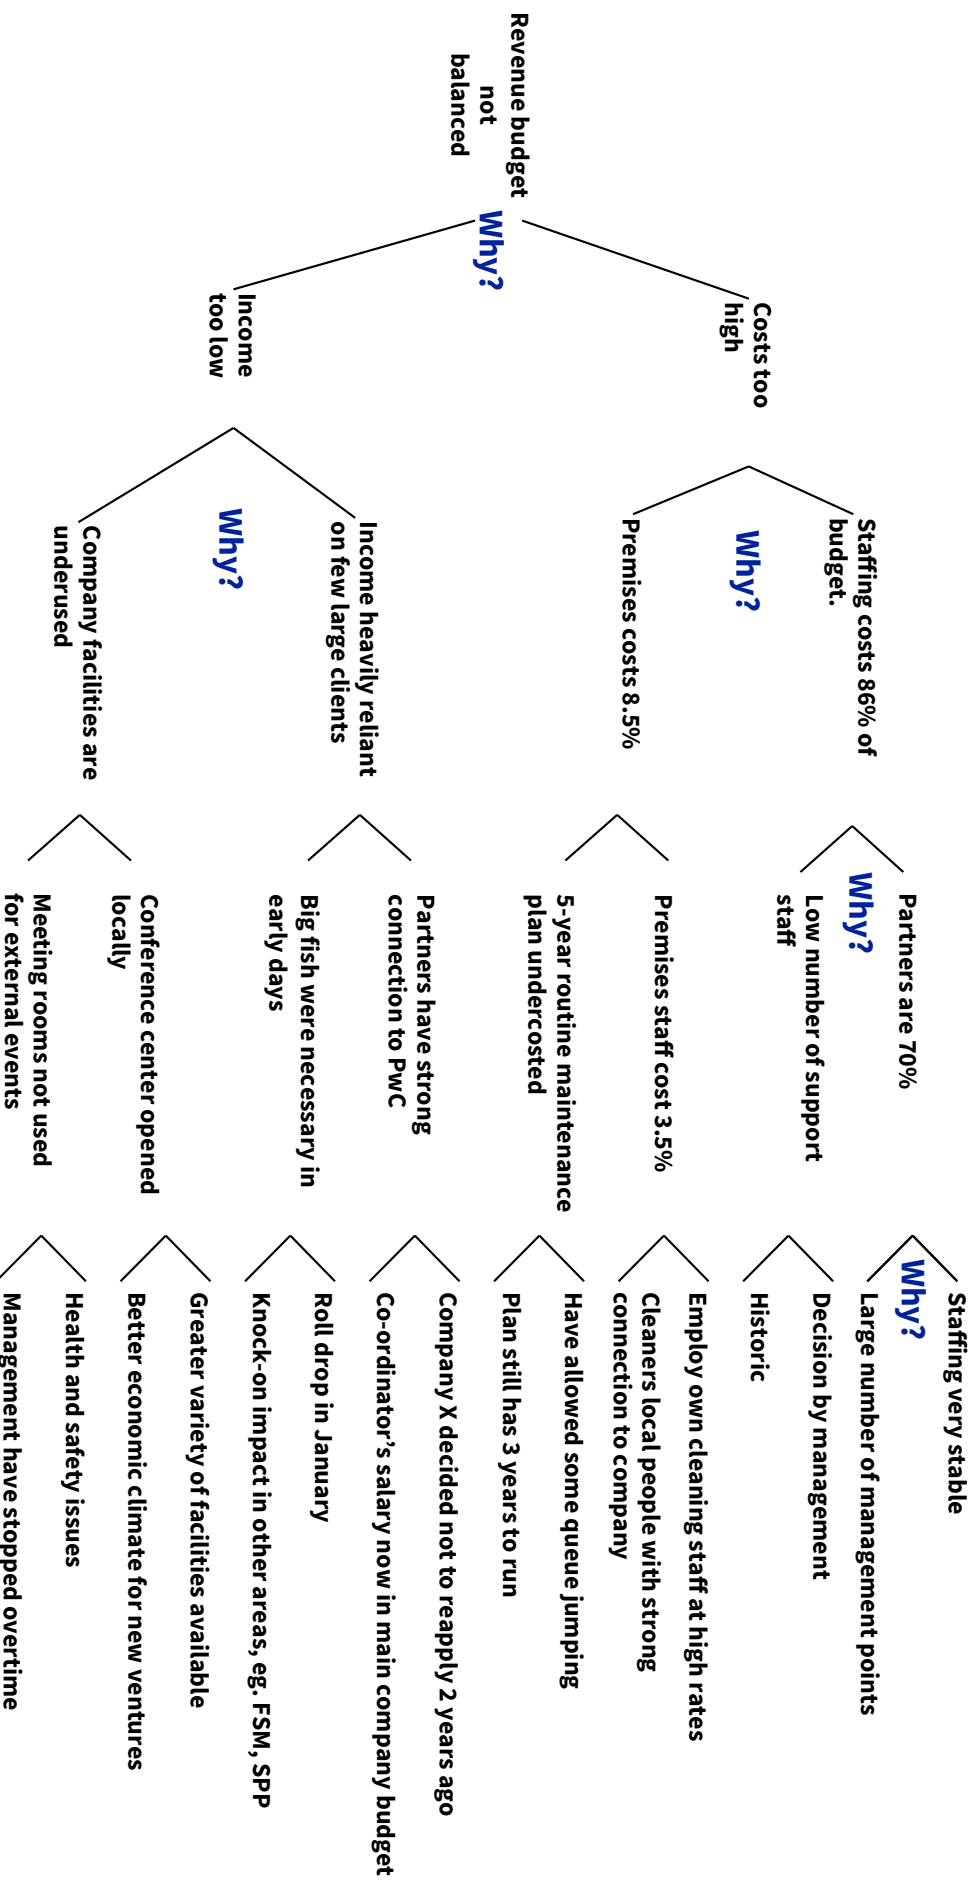 Revenue budget
not
balanced
Why?
Costs too
high
Income
too low
Why?
Why?
Staffing costs 86% of
budget.
Premises costs 8.5%
Income heavily reliant
on few large clients
Company facilities are
underused
Why?
Partners are 70%
Low number of support
staff
Premises staff cost 3.5%
5-year routine maintenance
plan undercosted
Partners have strong
connection to PwC
Big fish were necessary in
early days
Conference center opened
locally
Meeting rooms not used
for external events
Why?
Staffing very stable
Large number of management points
Decision by management
Historic
Employ own cleaning staff at high rates
Cleaners local people with strong
connection to company
Have allowed some queue jumping
Plan still has 3 years to run
Company X decided not to reapply 2 years ago
Co-ordinator’s salary now in main company budget
Roll drop in January
Knock-on impact in other areas, eg. FSM, SPP
Greater variety of facilities available
Better economic climate for new ventures
Health and safety issues
Management have stopped overtime